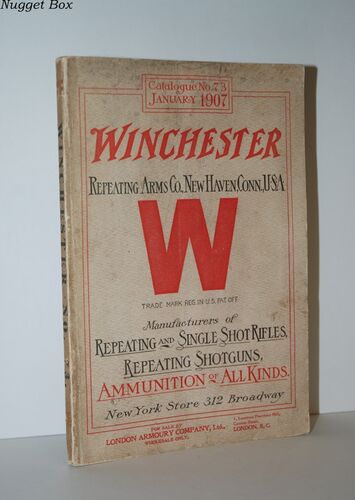 Nugget Box
Catalogue No. 73
JANUARY 1907
WINCHESTER
REPEATING ARMS CO., NEW HAVEN, CONN., U.S.A.
W
TRADE MARK REG. IN U.S. PAT. OFF.
Manufacturers of
REPEATING AND SINGLE SHOT RIFLES,
REPEATING SHOTGUNS,
AMMUNITION OF ALL KINDS.
New York Store 312 Broadway
FOR SALE BY
LONDON ARMOURY COMPANY, Ltd.,
WHOLESALE ONLY.
LONDON, E.C.
WINCHESTER